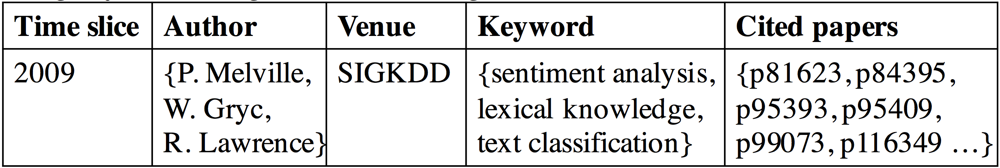 Time slice Author Venue Keyword Cited papers
2009 {P. Melville, SIGKDD {sentiment analysis, {p81623, p84395,
W. Gryc, lexical knowledge, p95393, p95409,
R. Lawrence} text classification} p99073, p116349 ...}